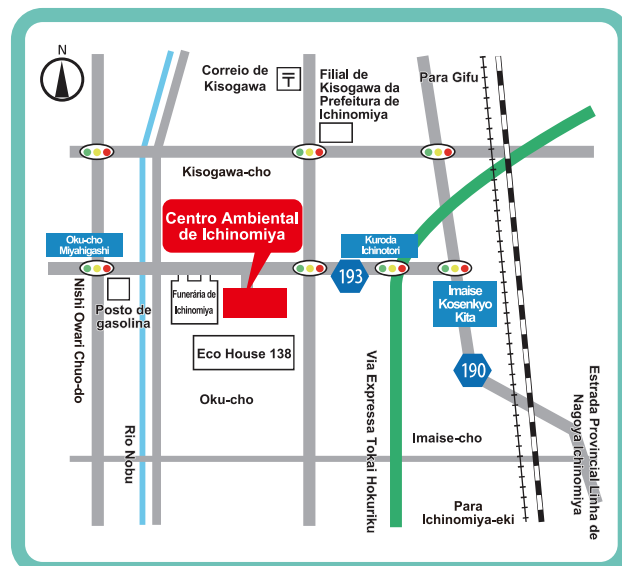 N
Correio de
Kisogawa
〒
Filial de
Kisogawa da
Prefeitura de
Ichinomiya
Para Gifu
Kisogawa-cho
Centro Ambiental
de Ichinomiya
Oku-cho
Miyahigashi
Kuroda
Ichinotori
193
Imaise
Kosenkyo
Kita
Posto de
gasolina
Funerária de
Ichinomiya
Eco House 138
190
Nishi Owari Chuo-do
Rio Nobu
Oku-cho
Via Expressa Tokai Hokuriku
Imaise-cho
Estrada Provincial Linha de
Nagoya Ichinomiya
Para
Ichinomiya-eki